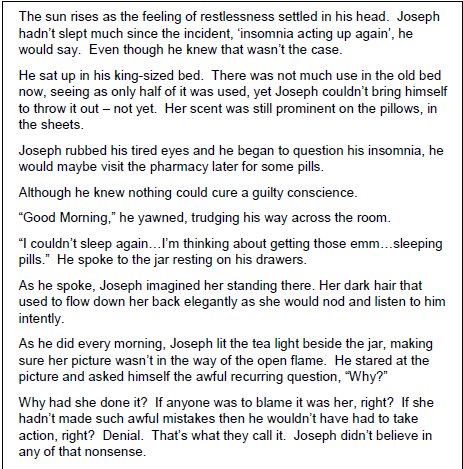 The sun rises as the feeling of restlessness settled in his head.  Joseph
hadn't slept much since the incident, 'insomnia acting up again', he
would say.  Even though he knew that wasn't the case.
He sat up in his king-sized bed.  There was not much use in the old bed
now, seeing as only half of it was used, yet Joseph couldn't bring himself
to throw it out – not yet.  Her scent was still prominent on the pillows, in
the sheets.
Joseph rubbed his tired eyes and he began to question his insomnia, he
would maybe visit the pharmacy later for some pills.
Although he knew nothing could cure a guilty conscience.
“Good Morning,” he yawned, trudging his way across the room.
“I couldn't sleep again…I'm thinking about getting those emm…sleeping
pills.”  He spoke to the jar resting on his drawers.
As he spoke, Joseph imagined her standing there. Her dark hair that
used to flow down her back elegantly as she would nod and listen to him
intently.
As he did every morning, Joseph lit the tea light beside the jar, making
sure her picture wasn't in the way of the open flame.  He stared at the
picture and asked himself the awful recurring question, “Why?”
Why had she done it?  If anyone was to blame it was her, right?  If she
hadn't made such awful mistakes then he wouldn't have had to take
action, right?  Denial.  That's what they call it.  Joseph didn't believe in
any of that nonsense.